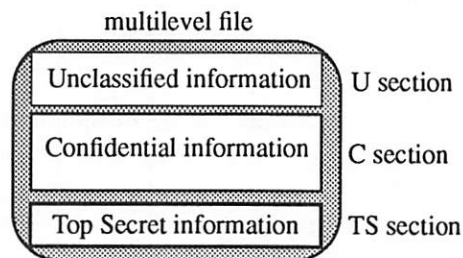 multilevel file
Unclassified information U section
Confidential information C section
Top Secret information TS section